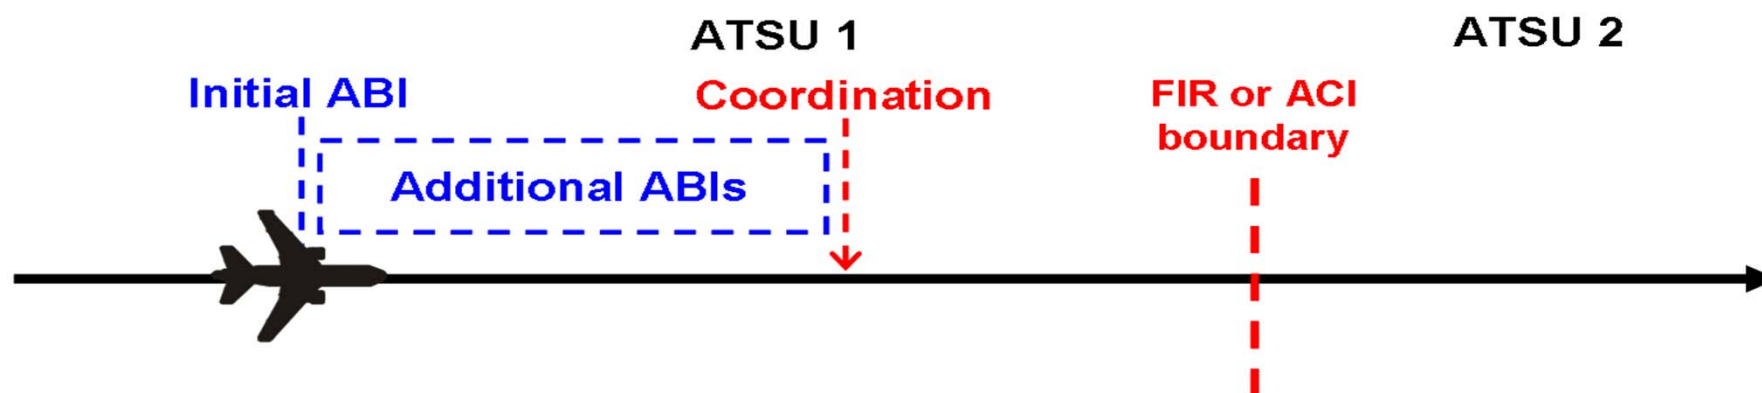 ATSU 1
ATSU 2
Initial ABI
Coordination
FIR or ACI
boundary
Additional ABIs